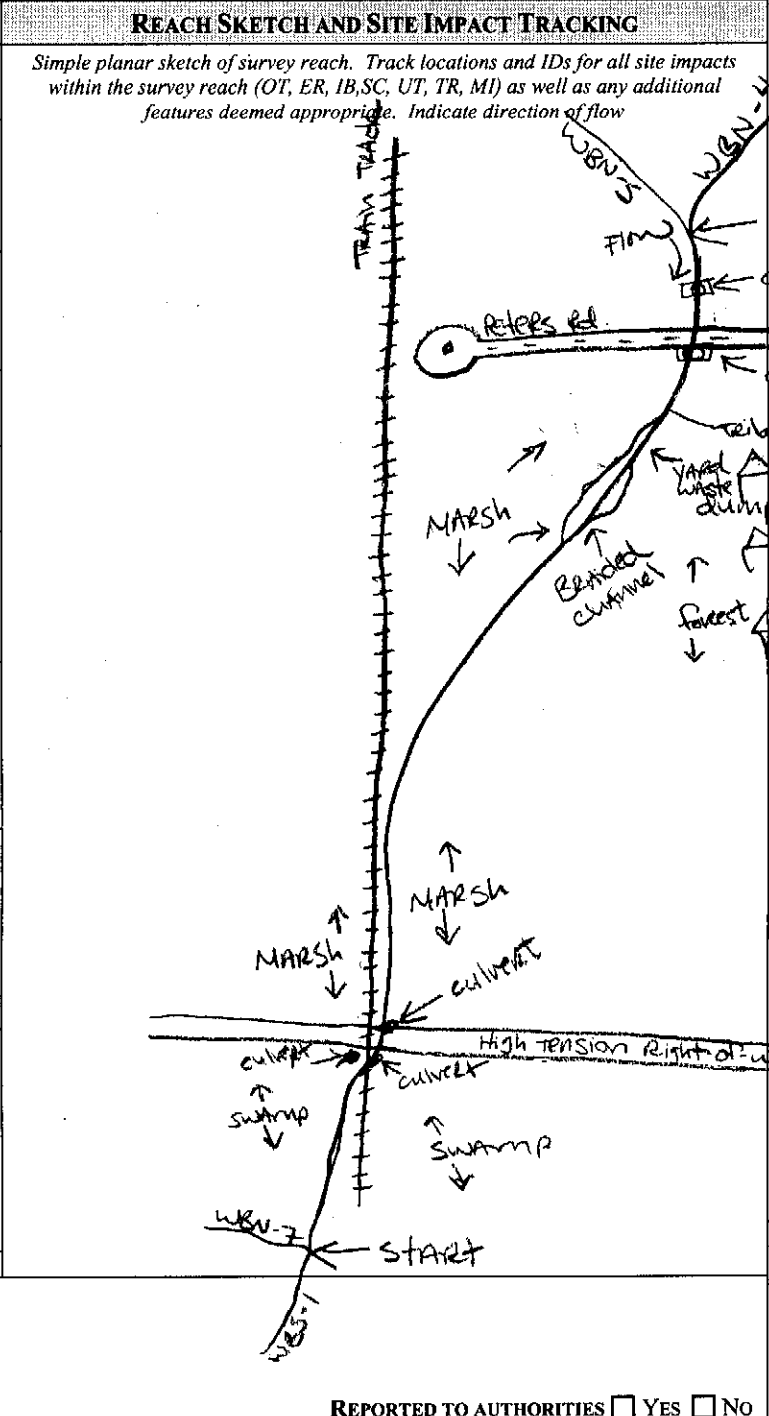 REACH SKETCH AND SITE IMPACT TRACKING
Simple planar sketch of survey reach. Track locations and IDs for all site impacts
within the survey reach (OT, ER, IB,SC, UT, TR, MI) as well as any additional
features deemed appropriate. Indicate direction of flow
TRAIN TRACK
WBN-5
WBN-4
Flow
Peters Rd.
Trib
YARD
WASTE
dump
MARSH
Braided
channel
forest
MARSH
MARSH
culvert
High Tension Right-of-w
culvert
culvert
swamp
swamp
WBN-7
START
REPORTED TO AUTHORITIES YES NO